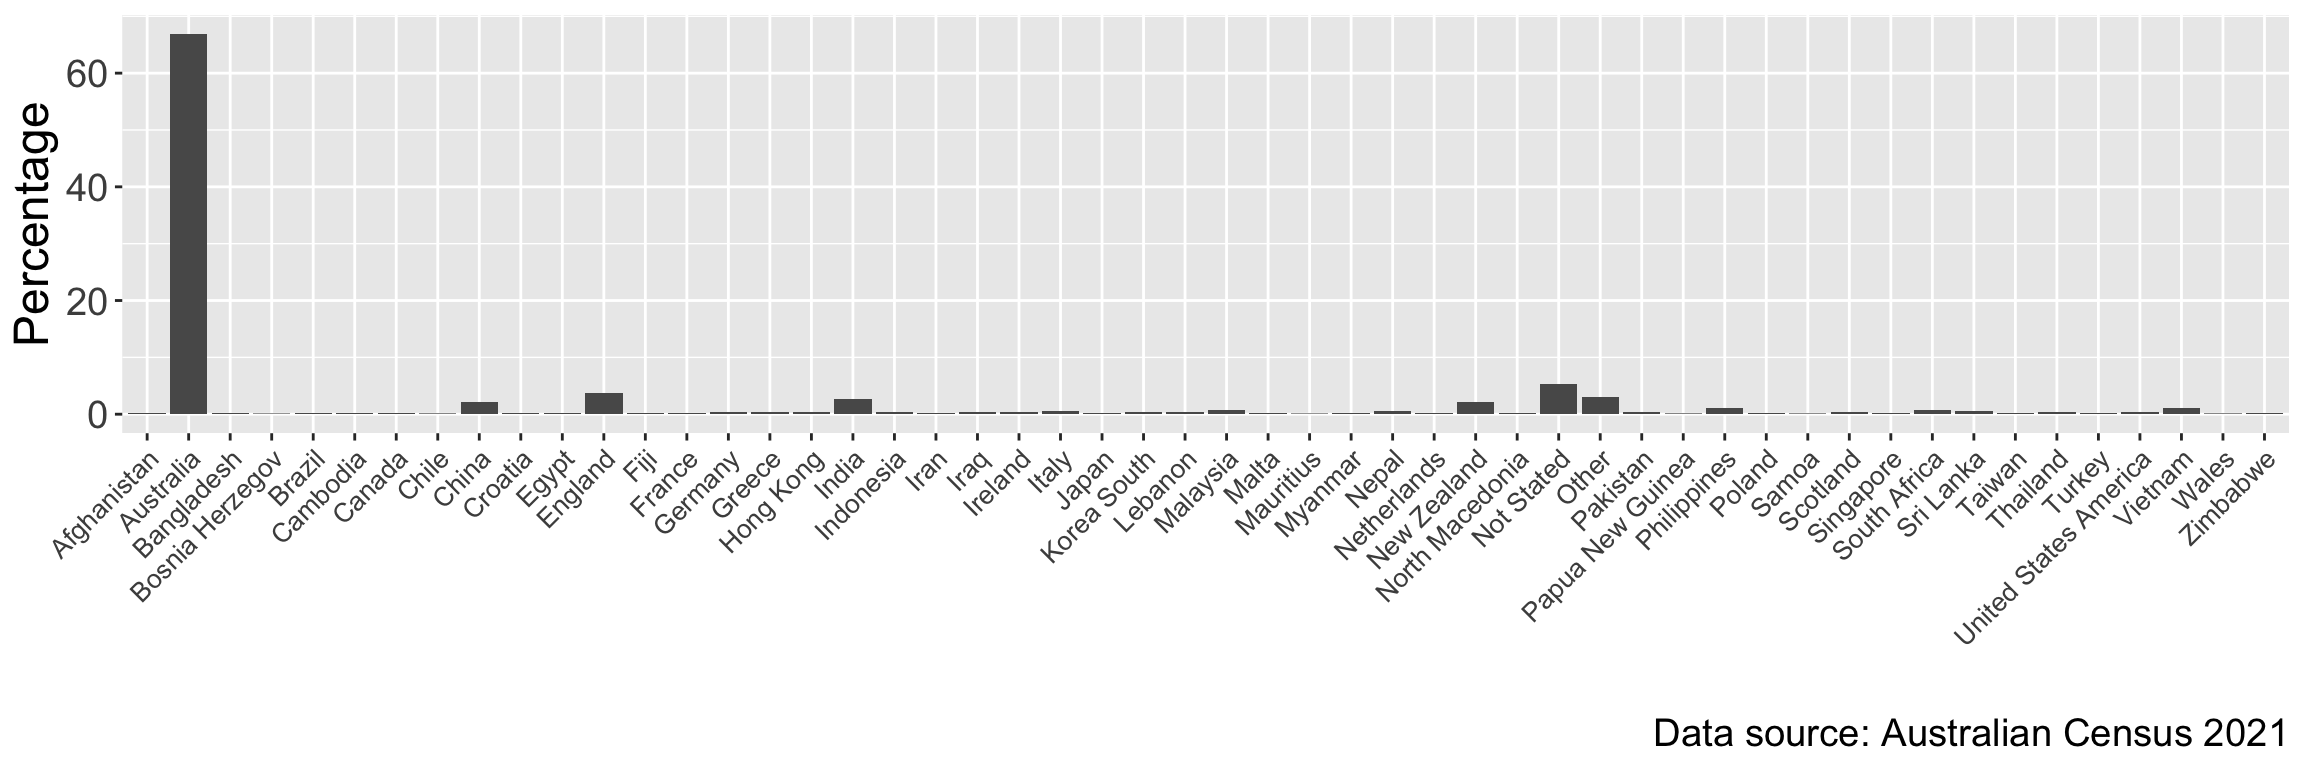 Percentage
60
40
20
0
Afghanistan
Australia
Bangladesh
Bosnia Herzegov
Brazil
Cambodia
Canada
Chile
China
Croatia
Egypt
England
Fiji
France
Germany
Greece
Hong Kong
India
Indonesia
Iran
Iraq
Ireland
Italy
Japan
Korea South
Lebanon
Malaysia
Malta
Mauritius
Myanmar
Nepal
Netherlands
New Zealand
North Macedonia
Not Stated
Other
Pakistan
Papua New Guinea
Philippines
Poland
Samoa
Scotland
Singapore
South Africa
Sri Lanka
Taiwan
Thailand
Turkey
United States America
Vietnam
Wales
Zimbabwe
Data source: Australian Census 2021